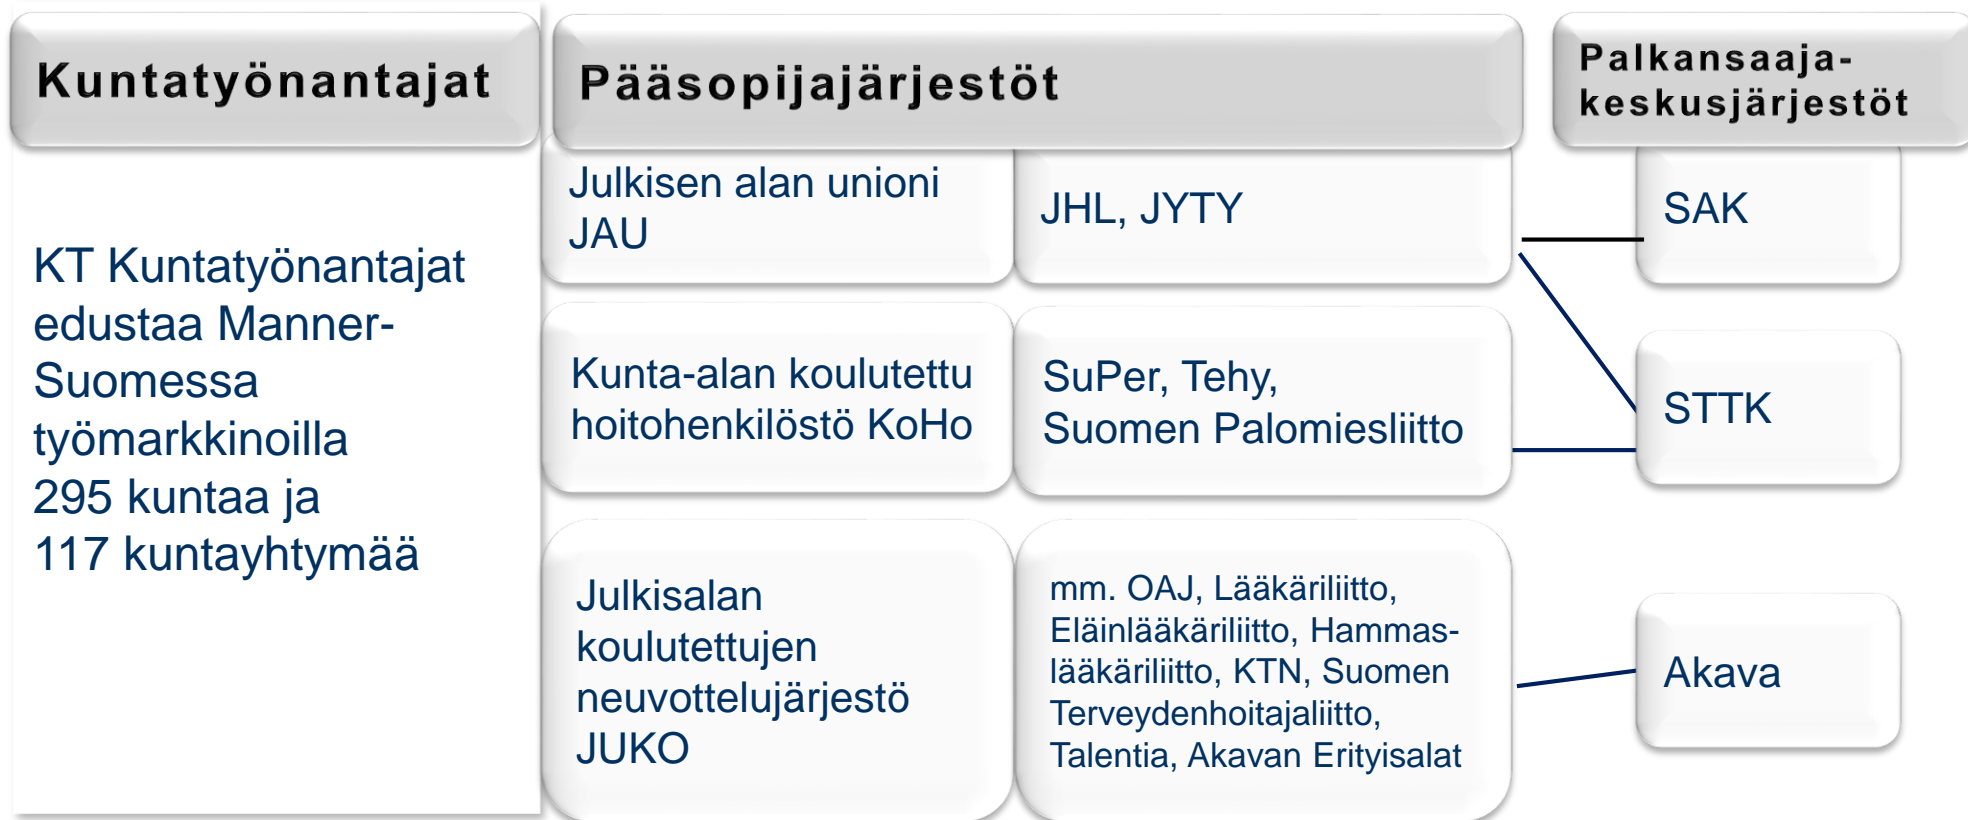 Kuntatyönantajat
KT Kuntatyönantajat
edustaa Manner-
Suomessa
työmarkkinoilla
295 kuntaa ja
117 kuntayhtymää
Pääsopijajärjestöt
Julkisen alan unioni
JAU
JHL, JYTY
Kunta-alan koulutettu
hoitohenkilöstö KoHo
SuPer, Tehy,
Suomen Palomiesliitto
Julkisalan
koulutettujen
neuvottelujärjestö
JUKO
mm. OAJ, Lääkäriliitto,
Eläinlääkäriliitto, Hammas-
lääkäriliitto, KTN, Suomen
Terveydenhoitajaliitto,
Talentia, Akavan Erityisalat
Palkansaaja-
keskusjärjestöt
SAK
STTK
Akava